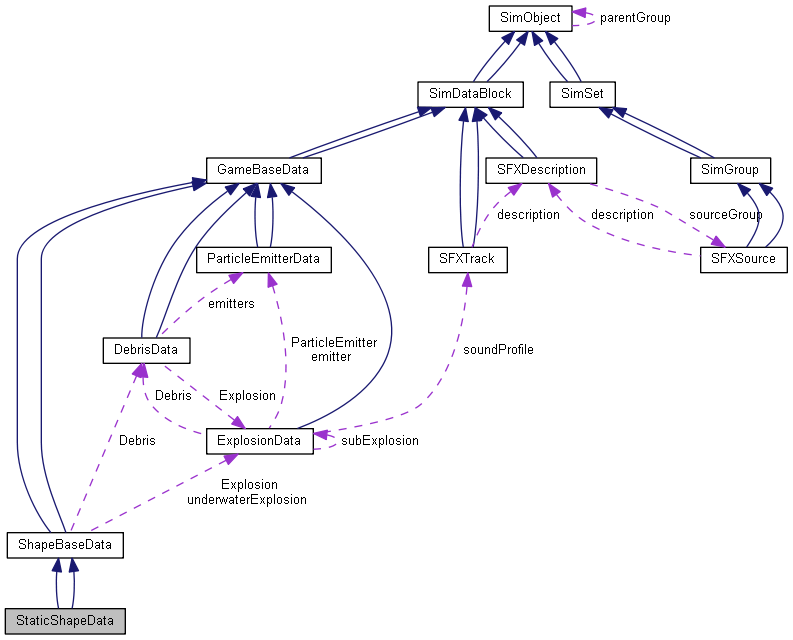 SimObject
parentGroup
SimDataBlock
SimSet
GameBaseData
SFXDescription
SimGroup
description
description
sourceGroup
ParticleEmitterData
SFXTrack
SFXSource
emitters
ParticleEmitter
emitter
DebrisData
soundProfile
Debris
Explosion
Debris
ExplosionData
subExplosion
Explosion
underwaterExplosion
ShapeBaseData
StaticShapeData